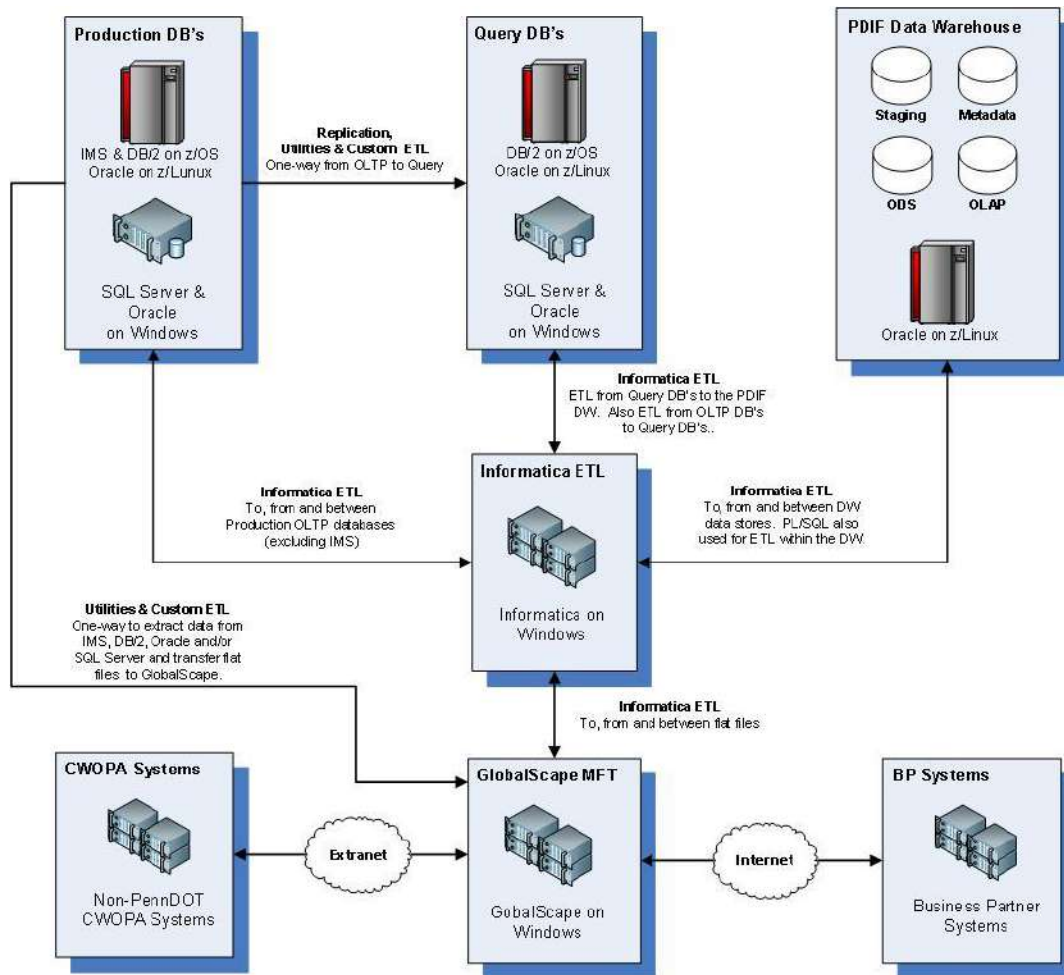 Production DB's
IMS & DB/2 on z/OS
Oracle on z/Lunux
SQL Server &
Oracle
on Windows
Replication,
Utilities & Custom ETL
One-way from OLTP to Query
Query DB's
DB/2 on z/OS
Oracle on z/Linux
SQL Server &
Oracle
on Windows
PDIF Data Warehouse
Staging
Metadata
ODS
OLAP
Oracle on z/Linux
Informatica ETL
ETL from Query DB's to the PDIF
DW. Also ETL from OLTP DB's
to Query DB's..
Informatica ETL
To, from and between
Production OLTP databases
(excluding IMS)
Informatica ETL
Informatica on
Windows
Informatica ETL
To, from and between DW
data stores. PL/SQL also
used for ETL within the DW
Utilities & Custom ETL
One-way to extract data from
IMS, DB/2, Oracle and/or
SQL Server and transfer flat
files to GlobalScape.
Informatica ETL
To, from and between flat files
CWOPA Systems
Non-PennDOT
CWOPA Systems
Extranet
GlobalScape MFT
GobalScape on
Windows
Internet
BP Systems
Business Partner
Systems